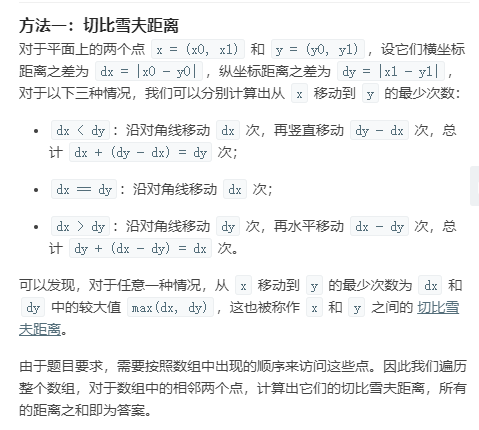 方法一：切比雪夫距离
对于平面上的两个点 x = (x0, x1) 和 y = (y0, y1) ，设它们横坐标
距离之差为 dx = |x0 - y0| ，纵坐标距离之差为 dy = |x1 - y1| ，
对于以下三种情况，我们可以分别计算出从 x 移动到 y 的最少次数：
• dx < dy ：沿对角线移动 dx 次，再竖直移动 dy - dx 次，总
计 dx + (dy - dx) = dy 次；
• dx == dy ：沿对角线移动 dx 次；
• dx > dy ：沿对角线移动 dy 次，再水平移动 dx - dy 次，总
计 dy + (dx - dy) = dx 次。
可以发现，对于任意一种情况，从 x 移动到 y 的最少次数为 dx 和
dy 中的较大值 max(dx, dy) ，这也被称作 x 和 y 之间的 切比雪
夫距离。
由于题目要求，需要按照数组中出现的顺序来访问这些点。因此我们遍历
整个数组，对于数组中的相邻两个点，计算出它们的切比雪夫距离，所有
的距离之和即为答案。